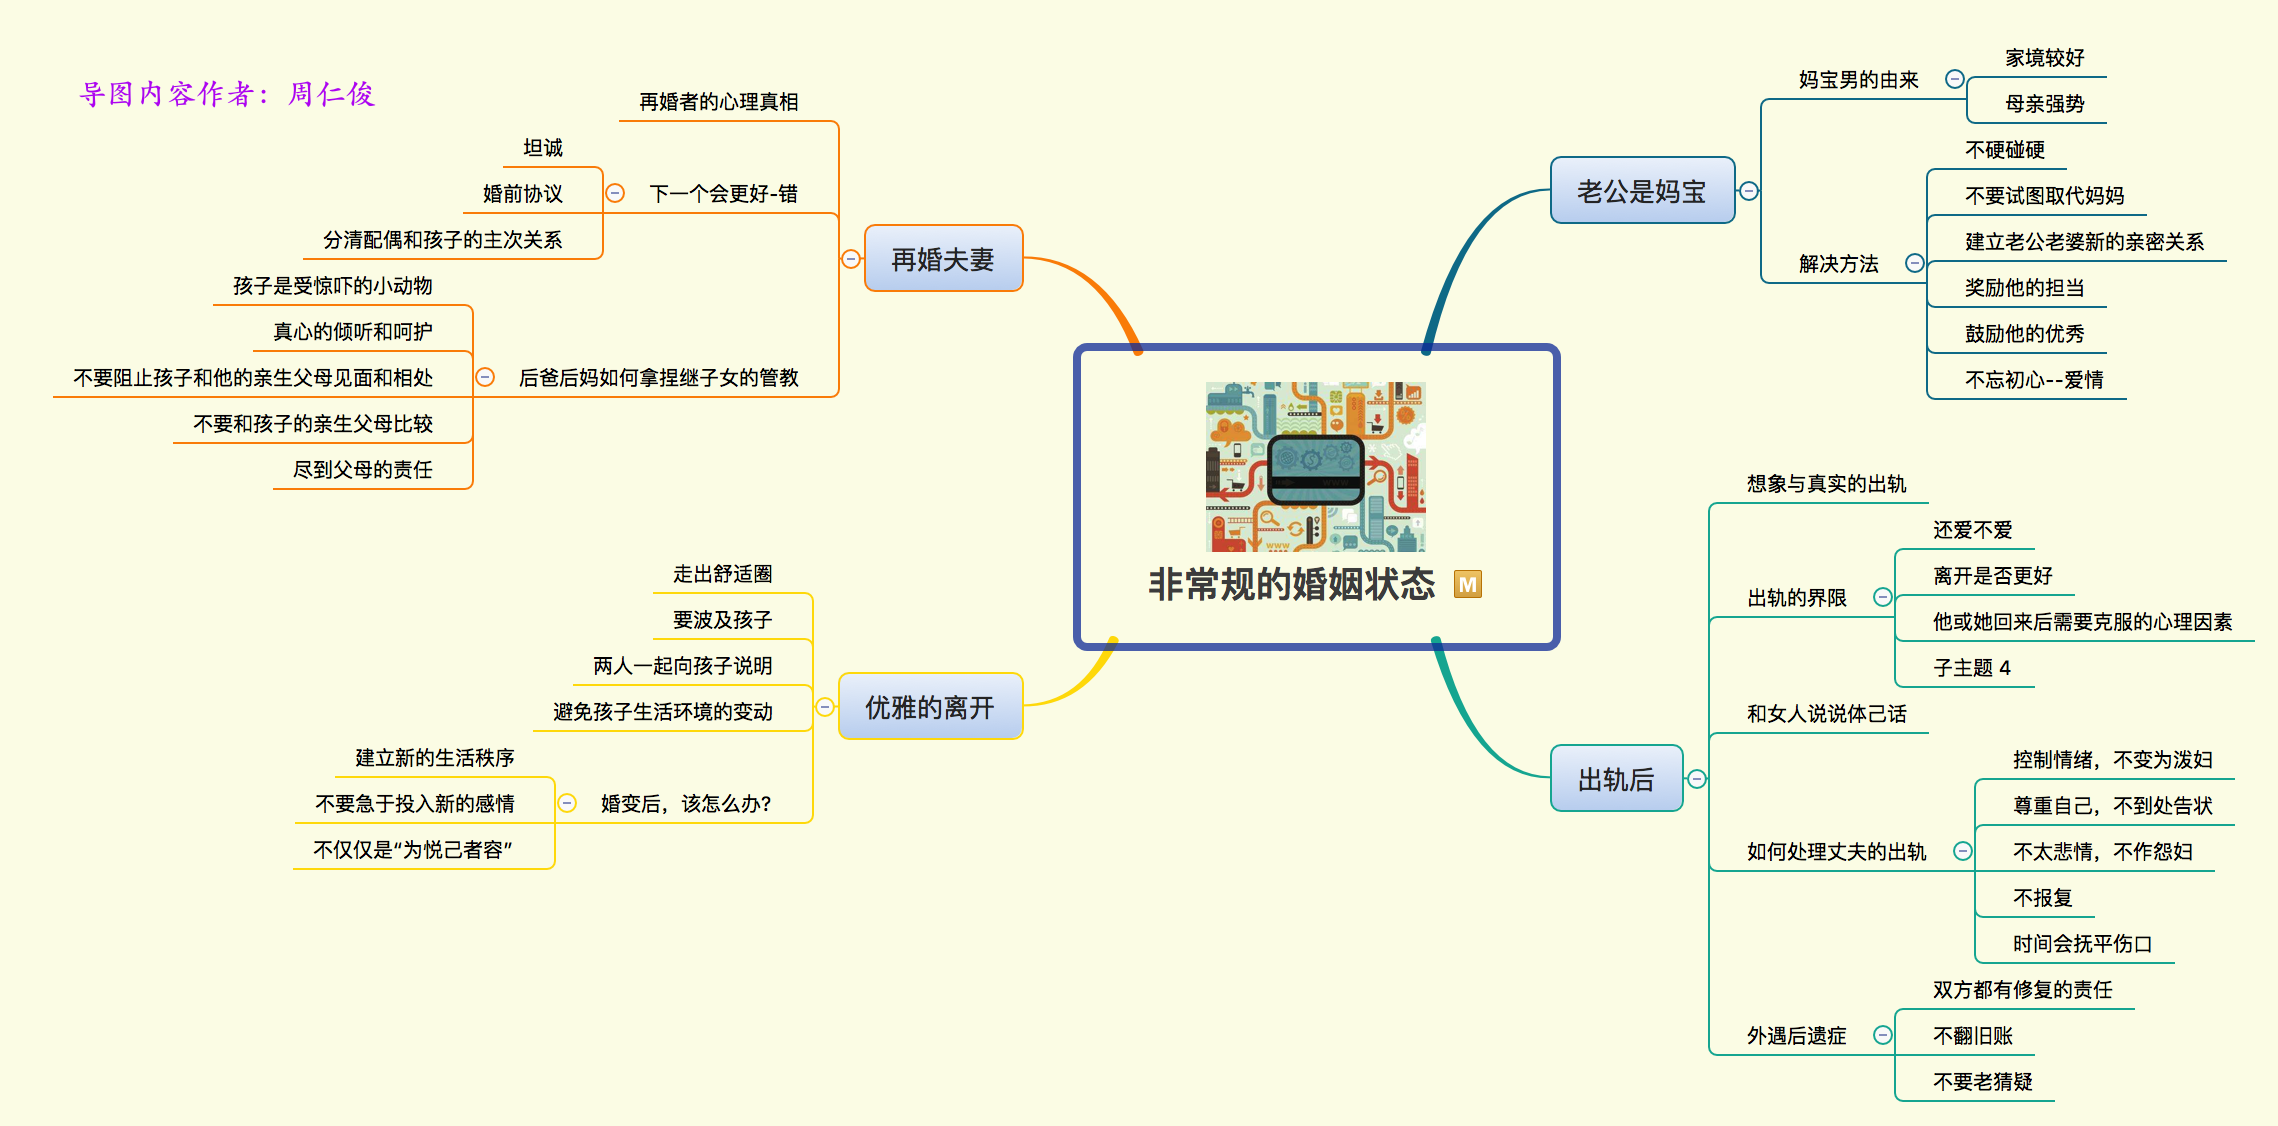 导图内容作者：周仁俊
再婚夫妻
再婚者的心理真相
下一个会更好-错
坦诚
婚前协议
分清配偶和孩子的主次关系
后爸后妈如何拿捏继子女的管教
孩子是受惊吓的小动物
真心的倾听和呵护
不要阻止孩子和他的亲生父母见面和相处
不要和孩子的亲生父母比较
尽到父母的责任
优雅的离开
走出舒适圈
要波及孩子
两人一起向孩子说明
避免孩子生活环境的变动
婚变后，该怎么办?
建立新的生活秩序
不要急于投入新的感情
不仅仅是“为悦己者容”
非常规的婚姻状态 M
老公是妈宝
妈宝男的由来
家境较好
母亲强势
解决方法
不硬碰硬
不要试图取代妈妈
建立老公老婆新的亲密关系
奖励他的担当
鼓励他的优秀
不忘初心--爱情
出轨后
想象与真实的出轨
出轨的界限
还爱不爱
离开是否更好
他或她回来后需要克服的心理因素
子主题 4
和女人说说体己话
如何处理丈夫的出轨
控制情绪，不变为泼妇
尊重自己，不到处告状
不太悲情，不作怨妇
不报复
时间会抚平伤口
外遇后遗症
双方都有修复的责任
不翻旧账
不要老猜疑